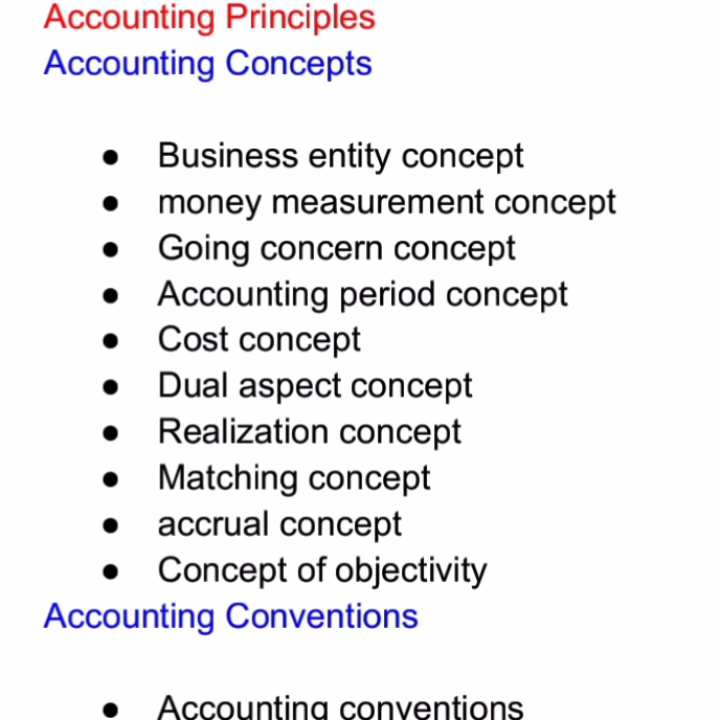 Accounting Principles
Accounting Concepts
● Business entity concept
● money measurement concept
● Going concern concept
● Accounting period concept
● Cost concept
● Dual aspect concept
● Realization concept
● Matching concept
● accrual concept
● Concept of objectivity
Accounting Conventions
● Accounting conventions